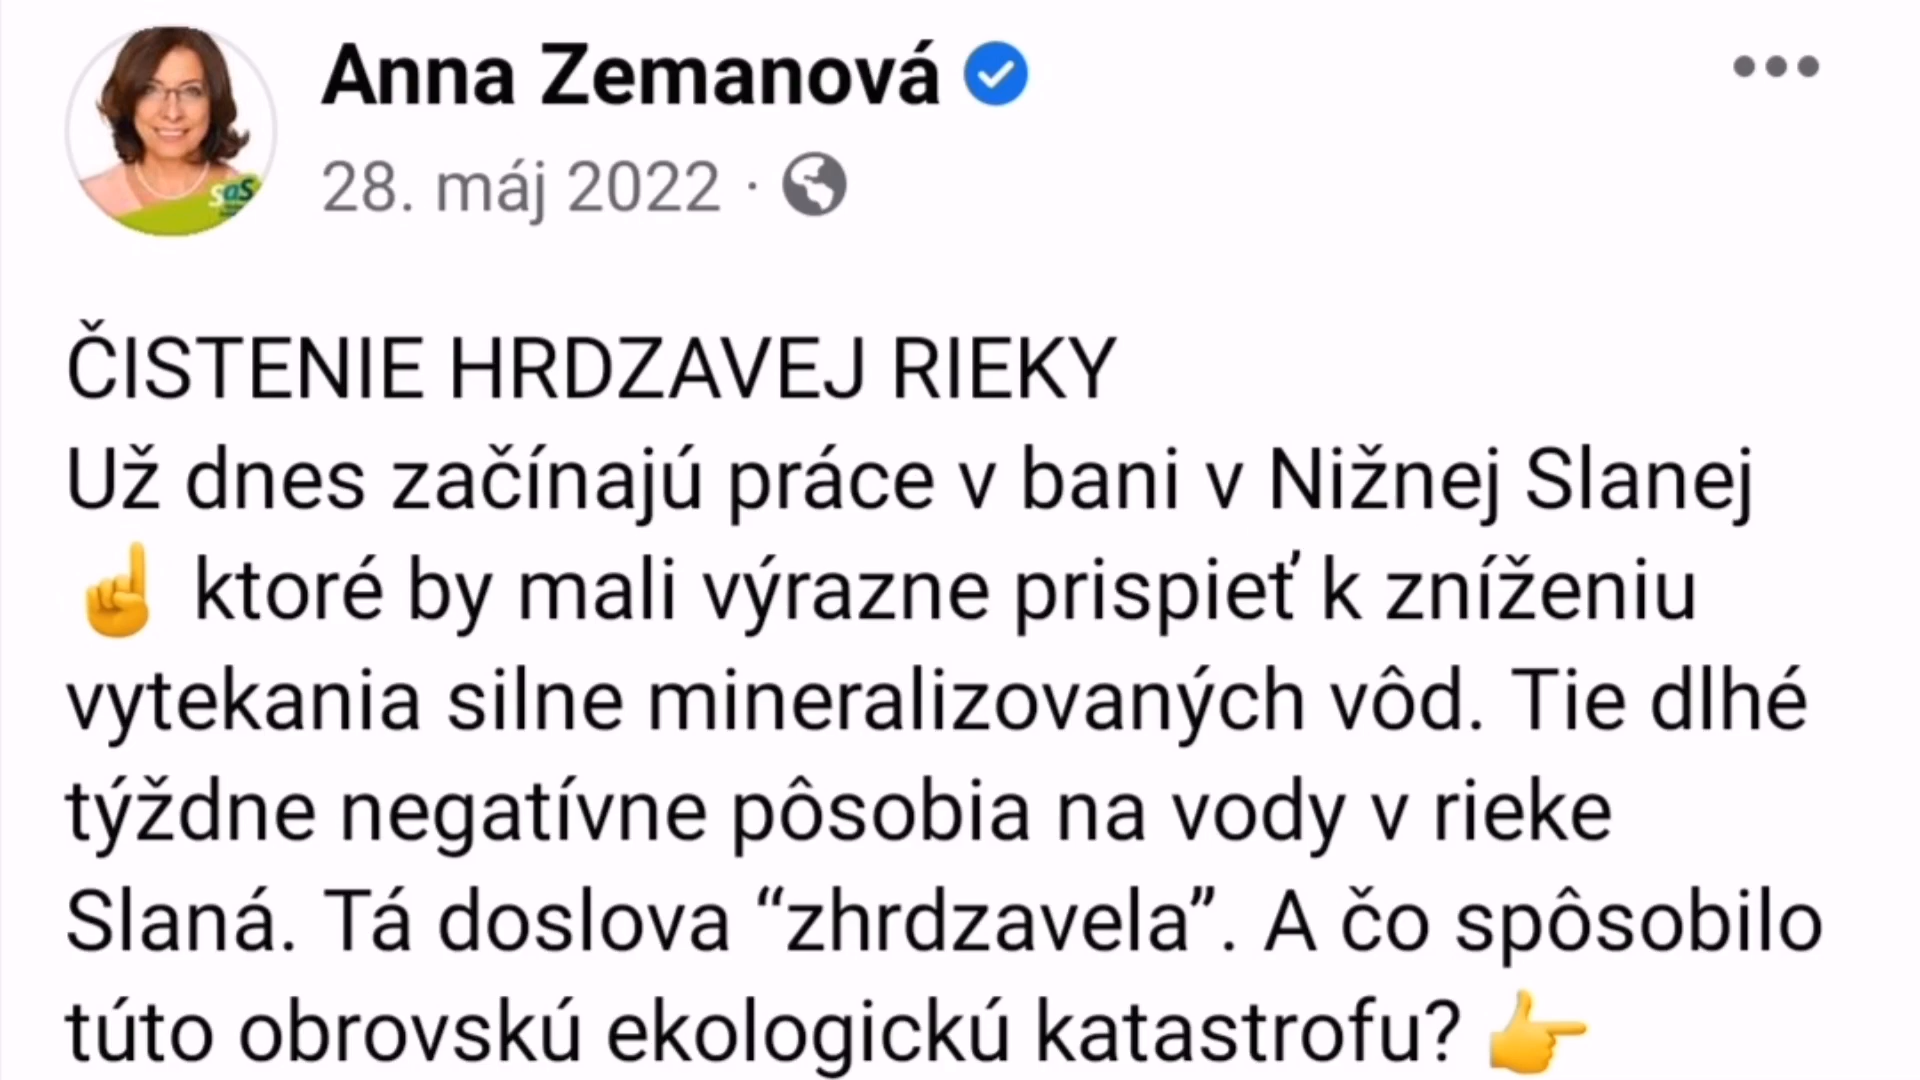 Anna Zemanová
28. máj 2022 ·
SaS
ČISTENIE HRDZAVEJ RIEKY
Už dnes začínajú práce v bani v Nižnej Slanej
☝️ ktoré by mali výrazne prispieť k zníženiu
vytekania silne mineralizovaných vôd. Tie dlhé
týždne negatívne pôsobia na vody v rieke
Slaná. Tá doslova “zhrdzavela”. A čo spôsobilo
túto obrovskú ekologickú katastrofu? 👉